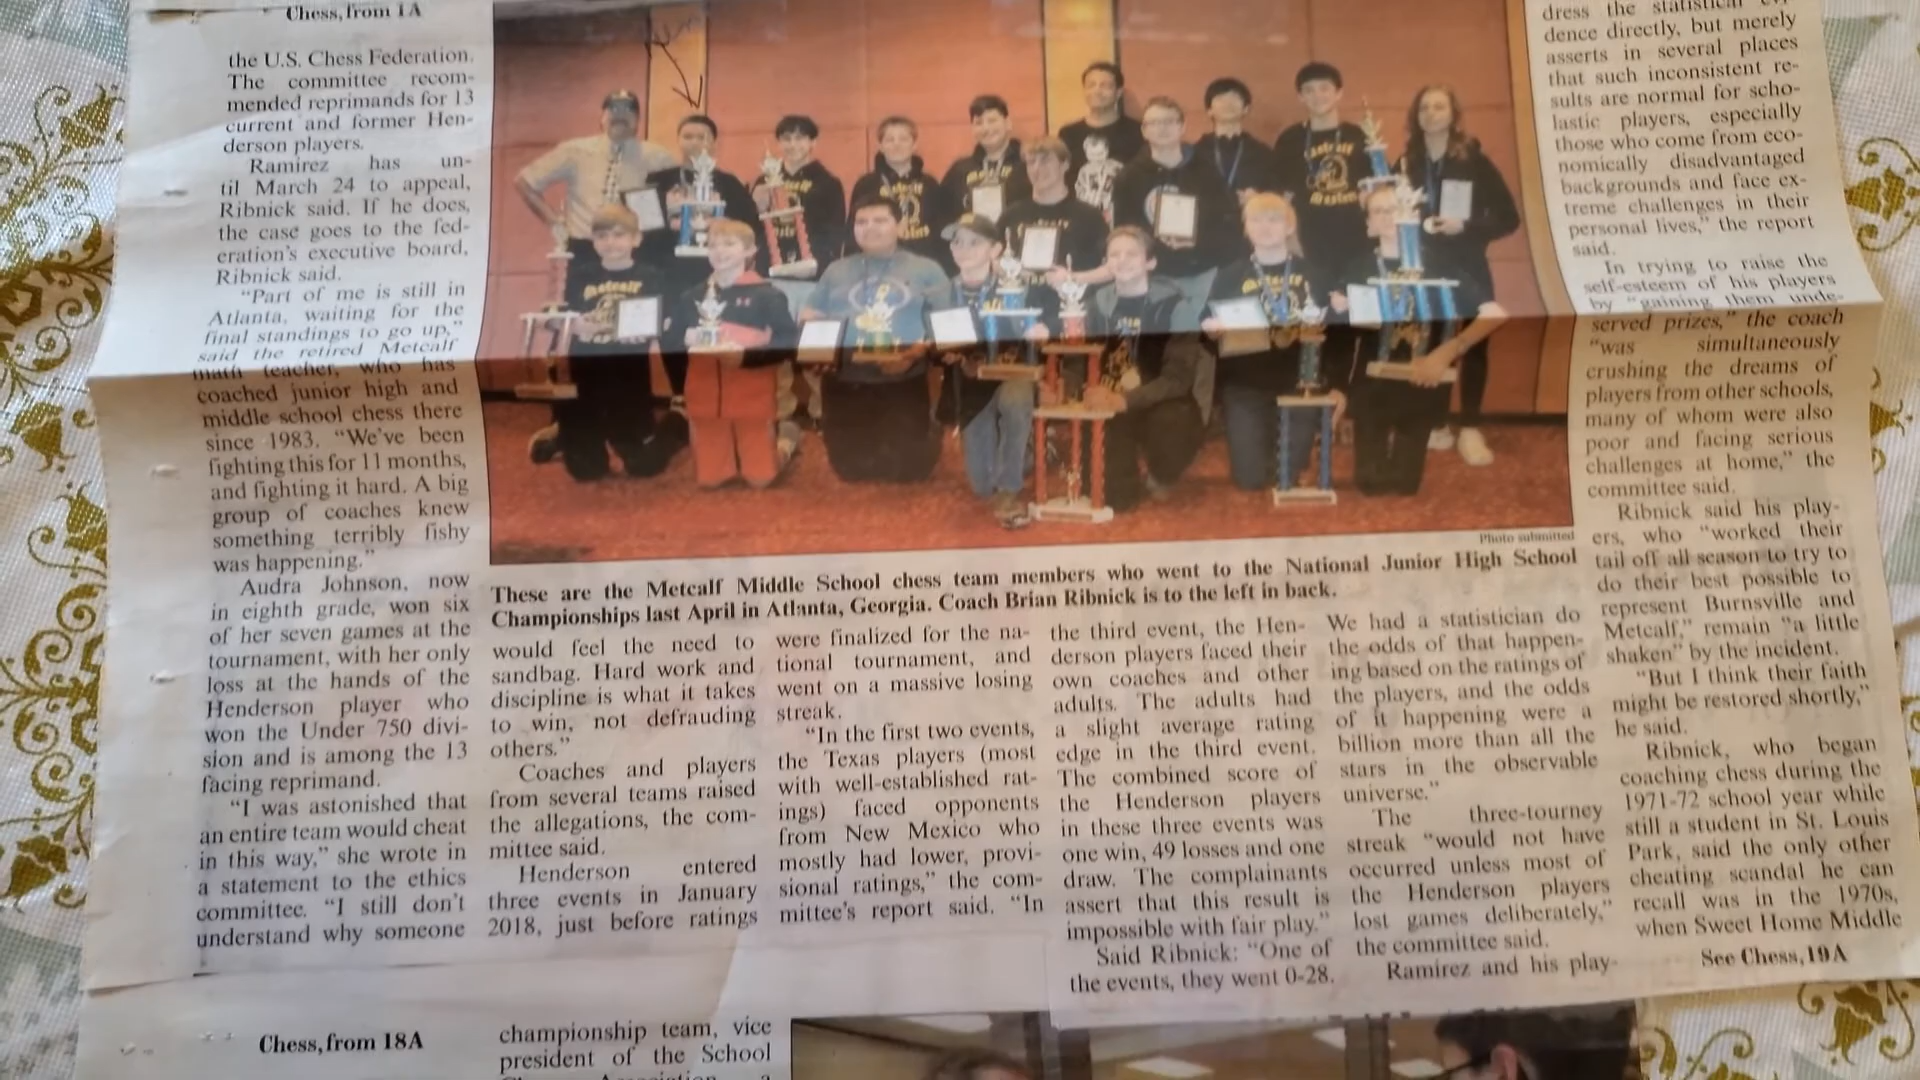 Chess, from 1A
the U.S. Chess Federation.
The committee recom-
mended reprimands for 13
current and former Hen-
derson players.
Ramirez has un-
til March 24 to appeal,
Ribnick said. If he does,
the case goes to the fed-
eration's executive board,
Ribnick said.
"Part of me is still in
Atlanta, waiting for the
final standings to go up,"
said the retired Metcalf
math teacher, who has
coached junior high and
middle school chess there
since 1983. "We've been
fighting this for 11 months,
and fighting it hard. A big
group of coaches knew
something terribly fishy
was happening."
Audra Johnson, now
in eighth grade, won six
of her seven games at the
tournament, with her only
loss at the hands of the
Henderson player who
won the Under 750 divi-
sion and is among the 13
facing reprimand.
"I was astonished that
an entire team would cheat
in this way," she wrote in
a statement to the ethics
committee. "I still don't
understand why someone
Photo submitted
These are the Metcalf Middle School chess team members who went to the National Junior High School
Championships last April in Atlanta, Georgia. Coach Brian Ribnick is to the left in back.
would feel the need to
sandbag. Hard work and
discipline is what it takes
to win, not defrauding
others."
Coaches and players
from several teams raised
the allegations, the com-
mittee said.
Henderson entered
three events in January
2018, just before ratings
were finalized for the na-
tional tournament, and
went on a massive losing
streak.
"In the first two events,
the Texas players (most
with well-established rat-
ings) faced opponents
from New Mexico who
mostly had lower, provi-
sional ratings," the com-
mittee's report said. "In
the third event, the Hen-
derson players faced their
own coaches and other
adults. The adults had
a slight average rating
edge in the third event.
The combined score of
the Henderson players
in these three events was
one win, 49 losses and one
draw. The complainants
assert that this result is
impossible with fair play."
Said Ribnick: "One of
the events, they went 0-28.
We had a statistician do
the odds of that happen-
ing based on the ratings of
the players, and the odds
of it happening were a
billion more than all the
stars in the observable
universe."
The three-tourney
streak "would not have
occurred unless most of
the Henderson players
lost games deliberately,"
the committee said.
Ramirez and his play-
dress the statistical evi-
dence directly, but merely
asserts in several places
that such inconsistent re-
sults are normal for scho-
lastic players, especially
those who come from eco-
nomically disadvantaged
backgrounds and face ex-
treme challenges in their
personal lives," the report
said.
In trying to raise the
self-esteem of his players
by "gaining them unde-
served prizes," the coach
"was simultaneously
crushing the dreams of
players from other schools,
many of whom were also
poor and facing serious
challenges at home," the
committee said.
Ribnick said his play-
ers, who "worked their
tail off all season to try to
do their best possible to
represent Burnsville and
Metcalf," remain "a little
shaken" by the incident.
"But I think their faith
might be restored shortly,"
he said.
Ribnick, who began
coaching chess during the
1971-72 school year while
still a student in St. Louis
Park, said the only other
cheating scandal he can
recall was in the 1970s,
when Sweet Home Middle
See Chess, 19A
Chess, from 18A
championship team, vice
president of the School